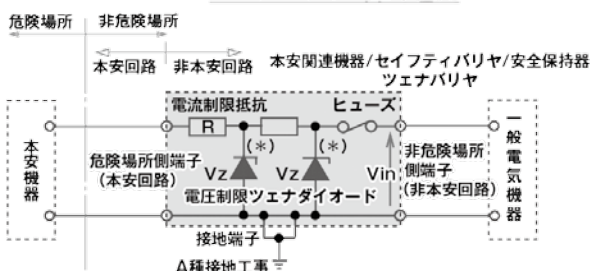 危険場所 非危険場所
本安回路 非本安回路
本安関連機器/セイフティバリヤ/安全保持器
ツェナバリヤ
電流制限抵抗 ヒューズ
R
(*) (*)
本安機器
危険場所側端子
(本安回路)
Vz Vz Vin
非危険場所
側端子
(非本安回路)
一般電気機器
電圧制限ツェナダイオード
接地端子
A種接地工事